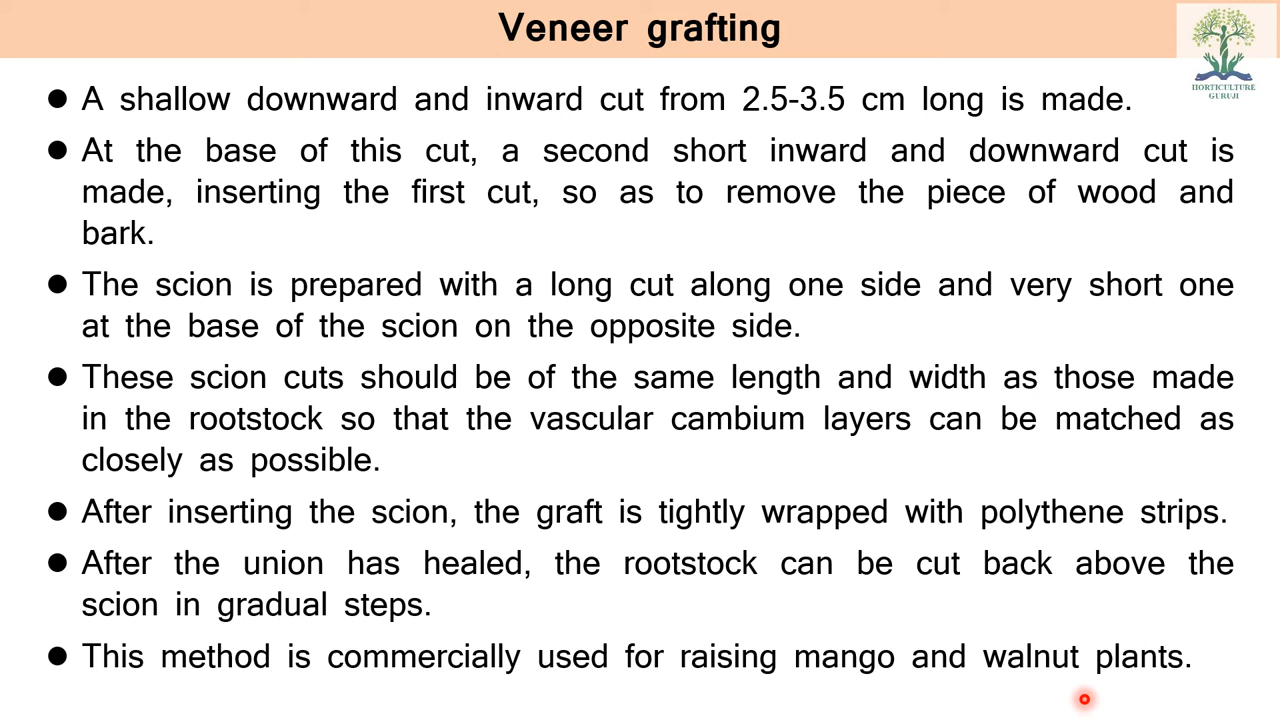 Veneer grafting
HORTICULTURE
GURUJI
● A shallow downward and inward cut from 2.5-3.5 cm long is made.
● At the base of this cut, a second short inward and downward cut is
made, inserting the first cut, so as to remove the piece of wood and
bark.
● The scion is prepared with a long cut along one side and very short one
at the base of the scion on the opposite side.
● These scion cuts should be of the same length and width as those made
in the rootstock so that the vascular cambium layers can be matched as
closely as possible.
● After inserting the scion, the graft is tightly wrapped with polythene strips.
● After the union has healed, the rootstock can be cut back above the
scion in gradual steps.
● This method is commercially used for raising mango and walnut plants.